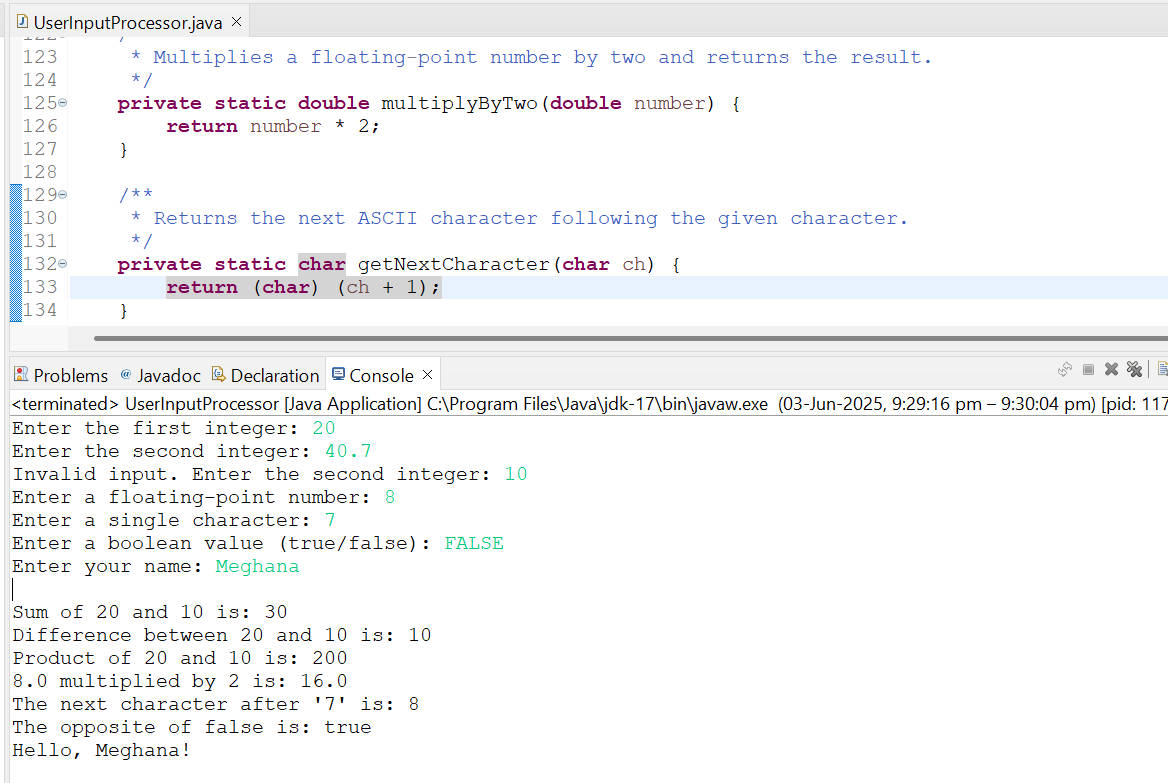 UserInputProcessor.java
122 /
123 * Multiplies a floating-point number by two and returns the result.
124 */
125 private static double multiplyByTwo(double number) {
126 return number * 2;
127 }
128
129 /**
130 * Returns the next ASCII character following the given character.
131 */
132 private static char getNextCharacter(char ch) {
133 return (char) (ch + 1);
134 }
Problems @ Javadoc Declaration Console
<terminated> UserInputProcessor [Java Application] C:\Program Files\Java\jdk-17\bin\javaw.exe (03-Jun-2025, 9:29:16 pm – 9:30:04 pm) [pid: 117
Enter the first integer: 20
Enter the second integer: 40.7
Invalid input. Enter the second integer: 10
Enter a floating-point number: 8
Enter a single character: 7
Enter a boolean value (true/false): FALSE
Enter your name: Meghana
Sum of 20 and 10 is: 30
Difference between 20 and 10 is: 10
Product of 20 and 10 is: 200
8.0 multiplied by 2 is: 16.0
The next character after '7' is: 8
The opposite of false is: true
Hello, Meghana!